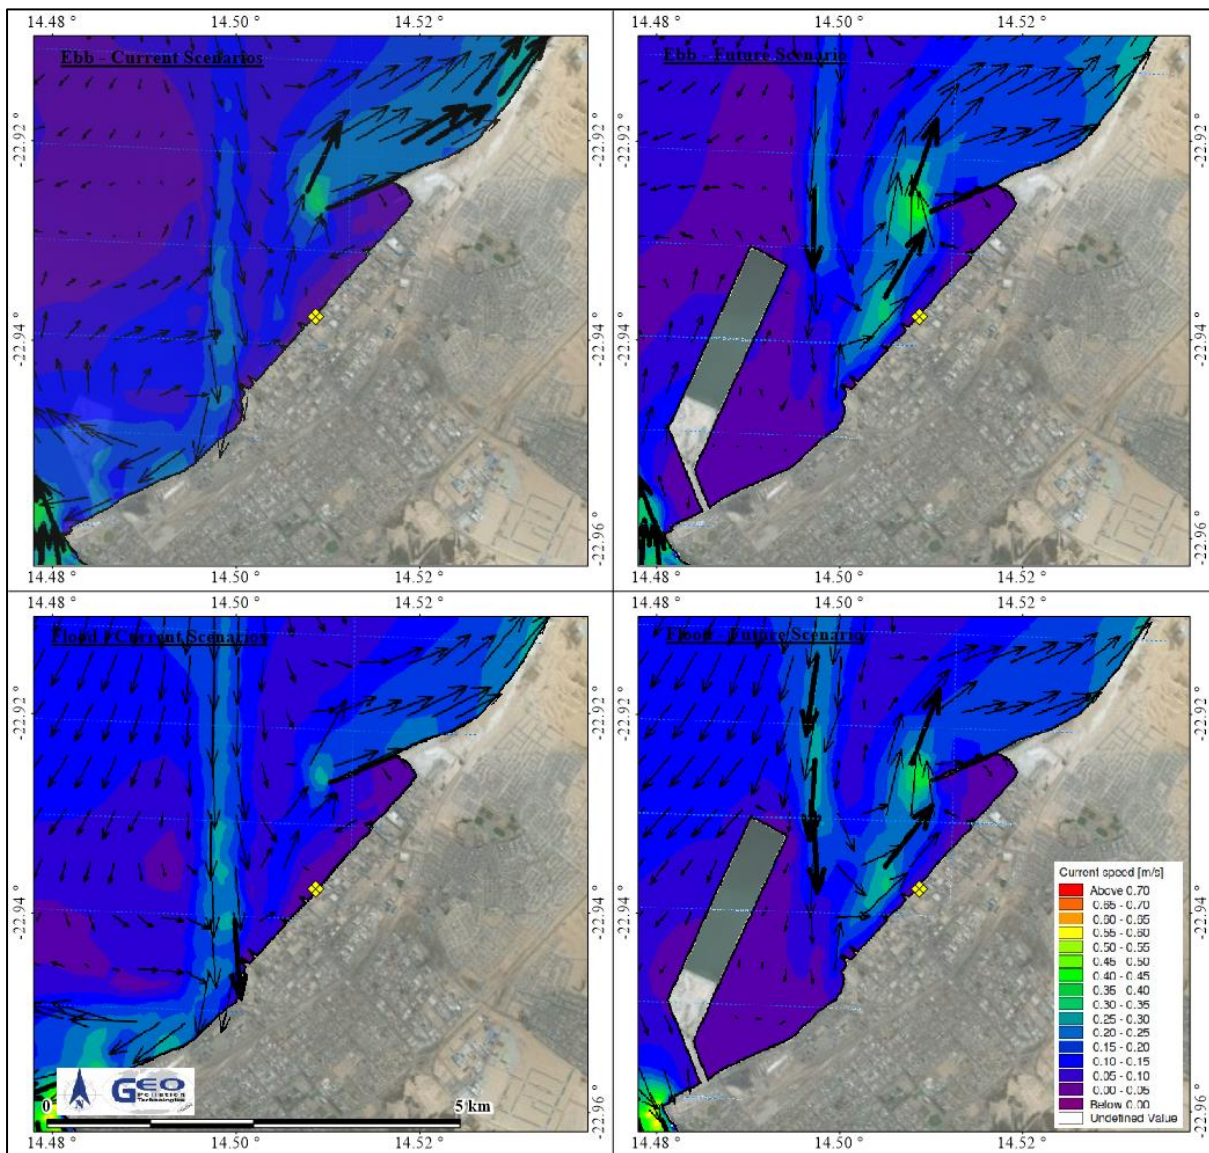 14.48 °
14.50 °
14.52 °
14.48 °
14.50 °
14.52 °
Ebb - Current Scenarios
Ebb - Future Scenario
-22.92 °
-22.92 °
-22.92 °
-22.92 °
-22.94 °
-22.94 °
-22.94 °
-22.94 °
-22.96 °
-22.96 °
14.48 °
14.50 °
14.52 °
14.48 °
14.50 °
14.52 °
14.48 °
14.50 °
14.52 °
14.48 °
14.50 °
14.52 °
Flood - Current Scenarios
Flood - Future Scenario
-22.92 °
-22.92 °
-22.92 °
-22.92 °
-22.94 °
-22.94 °
-22.94 °
-22.94 °
Current speed [m/s]
Above 0.70
0.65 - 0.70
0.60 - 0.65
0.55 - 0.60
0.50 - 0.55
0.45 - 0.50
0.40 - 0.45
0.35 - 0.40
0.30 - 0.35
0.25 - 0.30
0.20 - 0.25
0.15 - 0.20
0.10 - 0.15
0.05 - 0.10
0.00 - 0.05
Below 0.00
Undefined Value
N
GEO
Pollution
Technologies
0
5 km
-22.96 °
-22.96 °
14.48 °
14.50 °
14.52 °
14.48 °
14.50 °
14.52 °